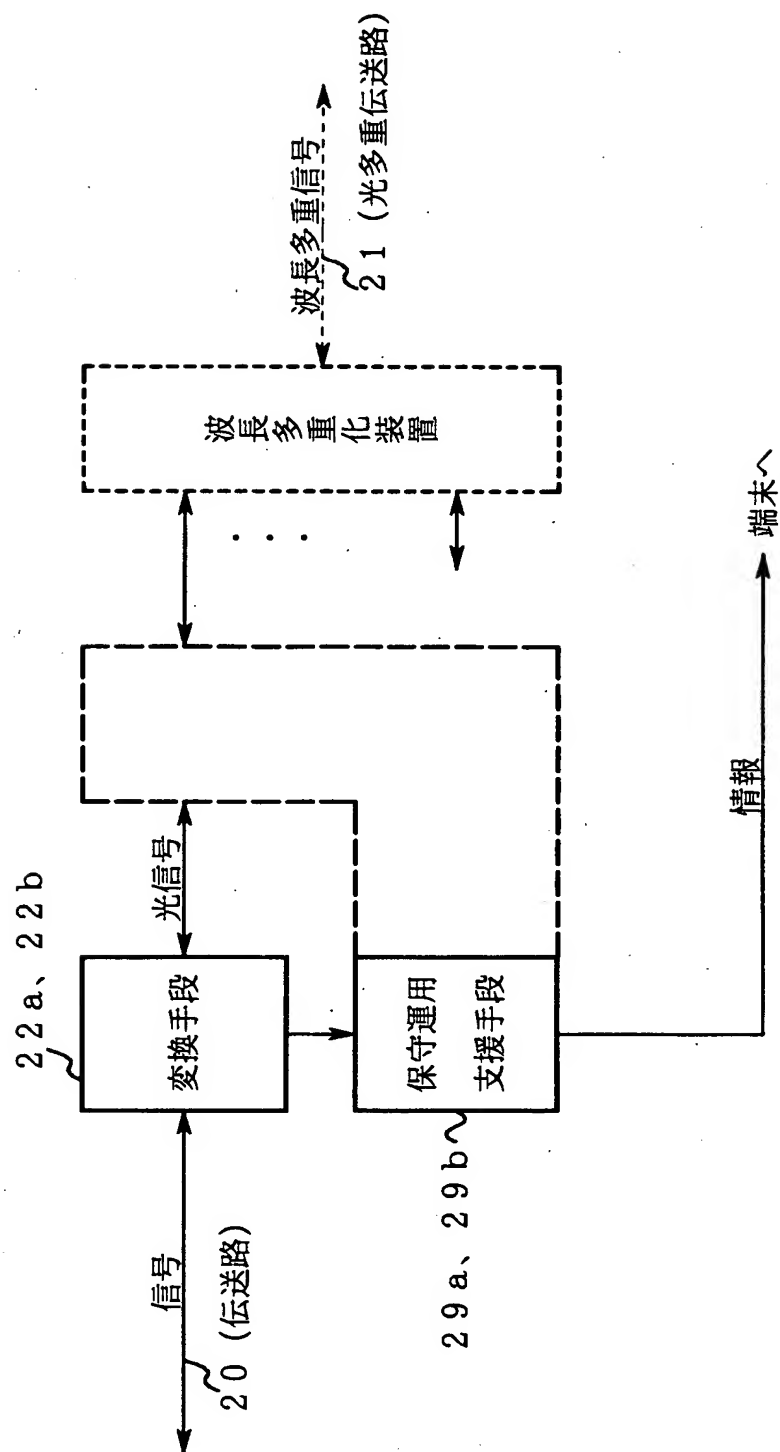 信号
20 (伝送路)
22a、22b
変換手段
光信号
保守運用
支援手段
29a、29b
・・・
波長多重化装置
波長多重信号
21 (光多重伝送路)
情報
端末へ